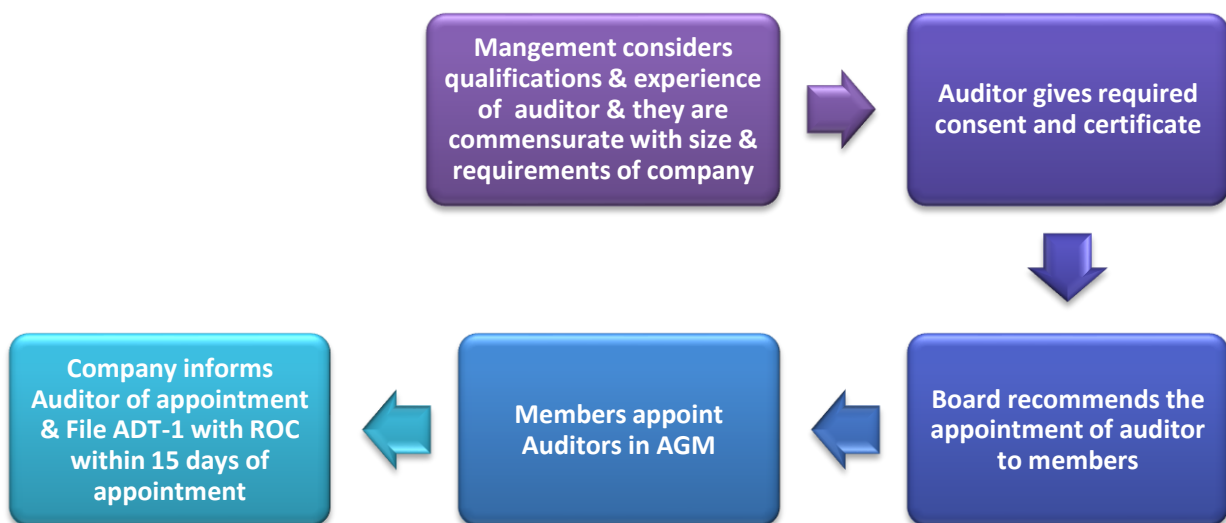 Mangement considers
qualifications & experience
of auditor & they are
commensurate with size &
requirements of company
Auditor gives required
consent and certificate
Board recommends the
appointment of auditor
to members
Members appoint
Auditors in AGM
Company informs
Auditor of appointment
& File ADT-1 with ROC
within 15 days of
appointment